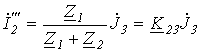 İ₂''' = Z₁ / (Z₁ + Z₂) J̇₃ = K₂₃ J̇₃